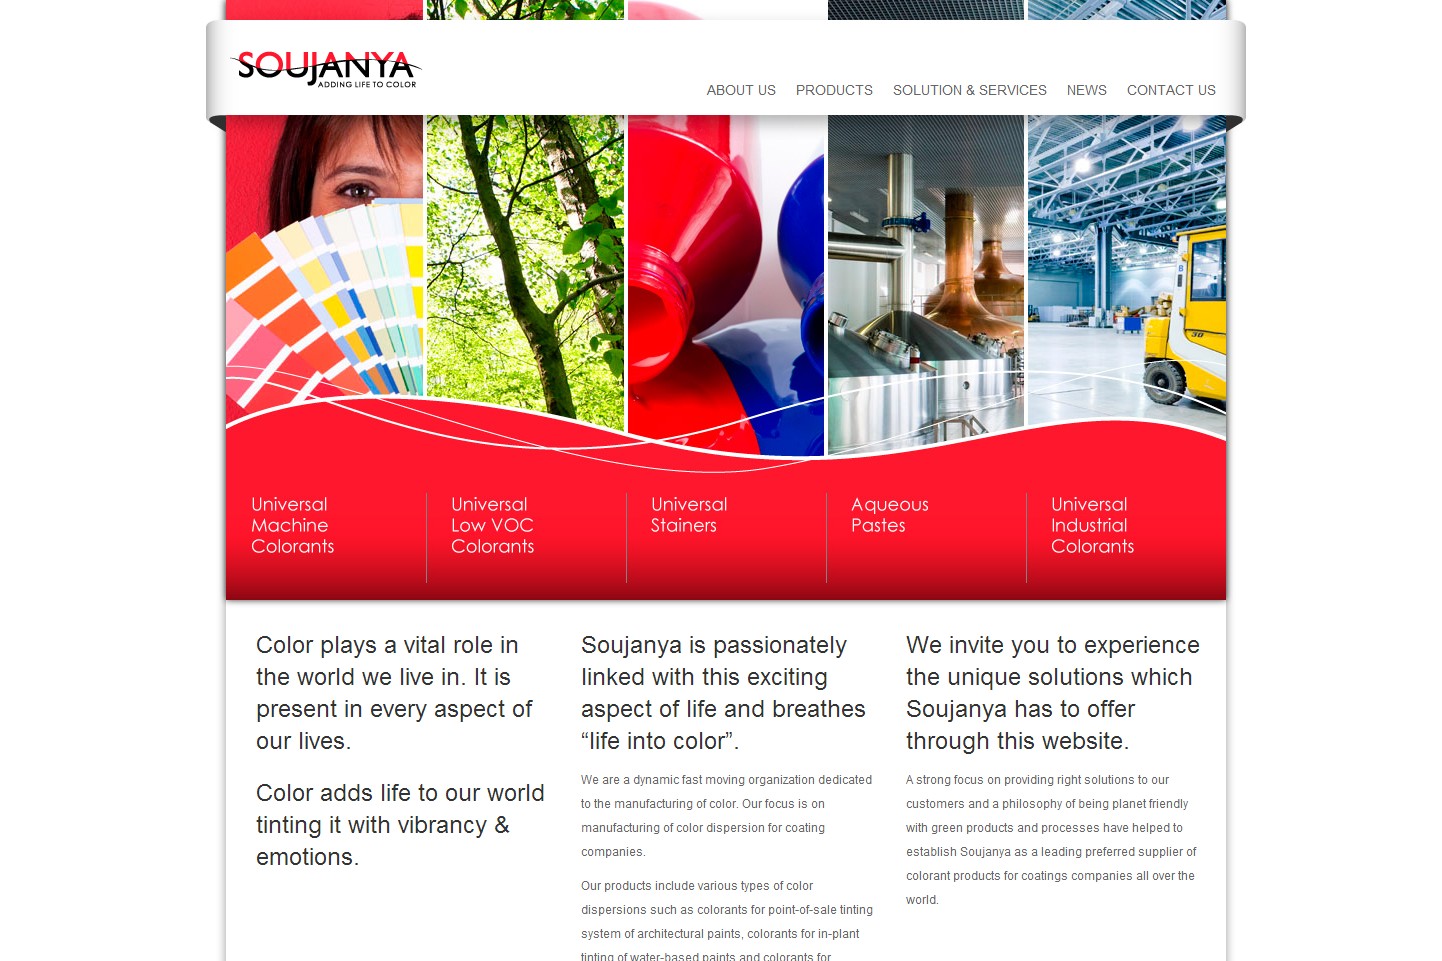 SOUJANYA
ADDING LIFE TO COLOR
ABOUT US PRODUCTS SOLUTION & SERVICES NEWS CONTACT US
B
30
Universal
Machine
Colorants
Universal
Low VOC
Colorants
Universal
Stainers
Aqueous
Pastes
Universal
Industrial
Colorants
Color plays a vital role in
the world we live in. It is
present in every aspect of
our lives.
Color adds life to our world
tinting it with vibrancy &
emotions.
Soujanya is passionately
linked with this exciting
aspect of life and breathes
“life into color”.
We are a dynamic fast moving organization dedicated
to the manufacturing of color. Our focus is on
manufacturing of color dispersion for coating
companies.
Our products include various types of color
dispersions such as colorants for point-of-sale tinting
system of architectural paints, colorants for in-plant
tinting of water-based paints and colorants for
We invite you to experience
the unique solutions which
Soujanya has to offer
through this website.
A strong focus on providing right solutions to our
customers and a philosophy of being planet friendly
with green products and processes have helped to
establish Soujanya as a leading preferred supplier of
colorant products for coatings companies all over the
world.